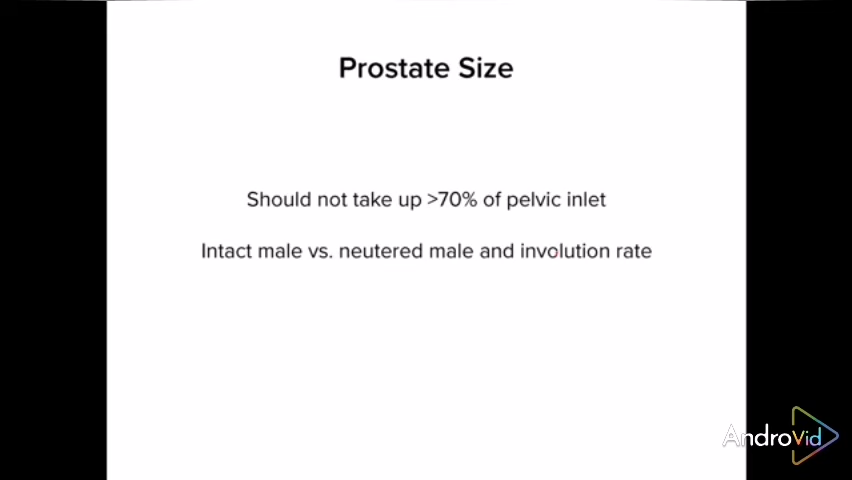 Prostate Size
Should not take up >70% of pelvic inlet
Intact male vs. neutered male and involution rate
AndroVid